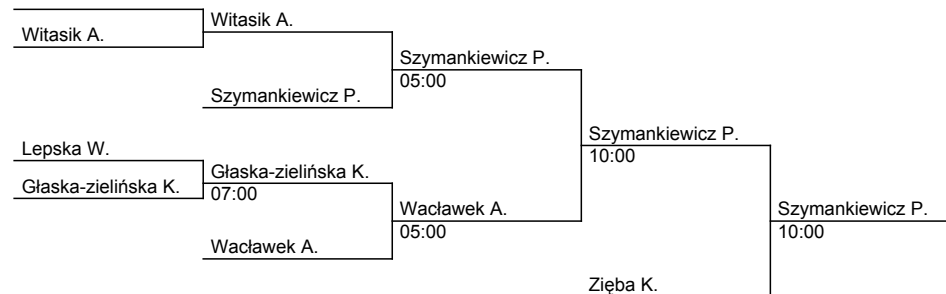 Witasik A.
Witasik A.
Szymankiewicz P.
05:00
Szymankiewicz P.
Szymankiewicz P.
10:00
Lepska W.
Głaska-zielińska K.
Głaska-zielińska K.
07:00
Wacławek A.
05:00
Wacławek A.
Szymankiewicz P.
10:00
Zięba K.